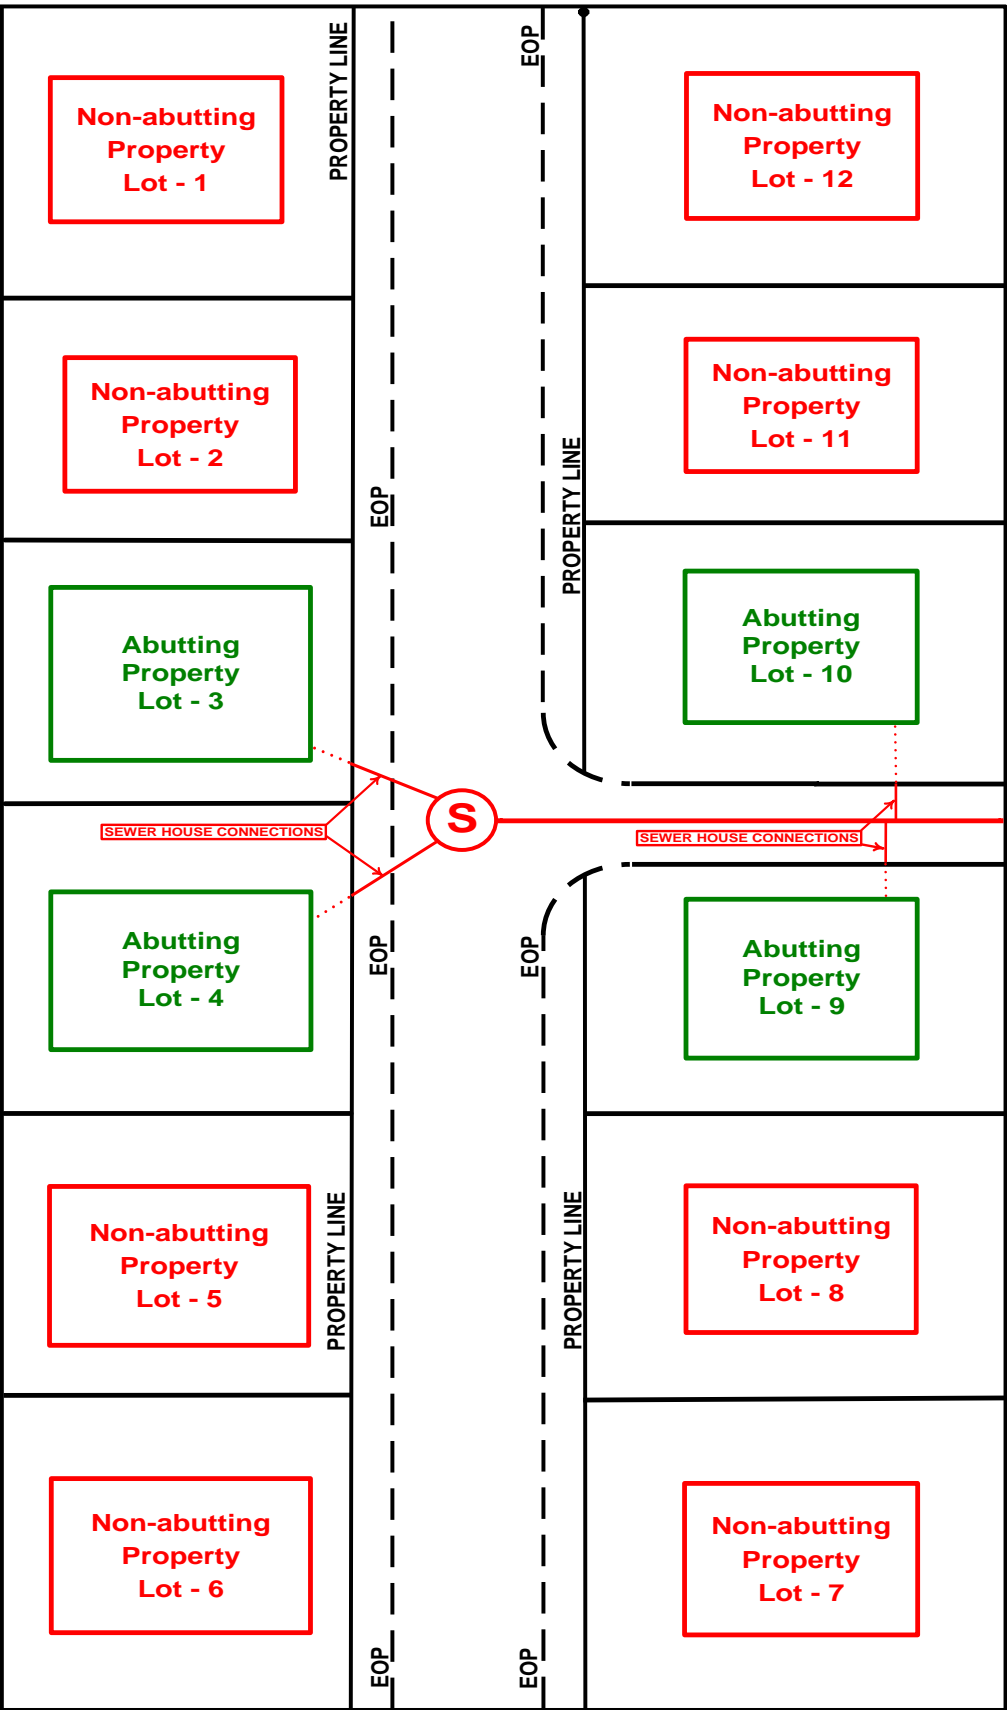 PROPERTY LINE
EOP
Non-abutting
Property
Lot - 1
Non-abutting
Property
Lot - 12
Non-abutting
Property
Lot - 2
Non-abutting
Property
Lot - 11
EOP
PROPERTY LINE
Abutting
Property
Lot - 3
Abutting
Property
Lot - 10
S
SEWER HOUSE CONNECTIONS
SEWER HOUSE CONNECTIONS
Abutting
Property
Lot - 4
EOP
EOP
Abutting
Property
Lot - 9
Non-abutting
Property
Lot - 5
PROPERTY LINE
PROPERTY LINE
Non-abutting
Property
Lot - 8
Non-abutting
Property
Lot - 6
Non-abutting
Property
Lot - 7
EOP
EOP